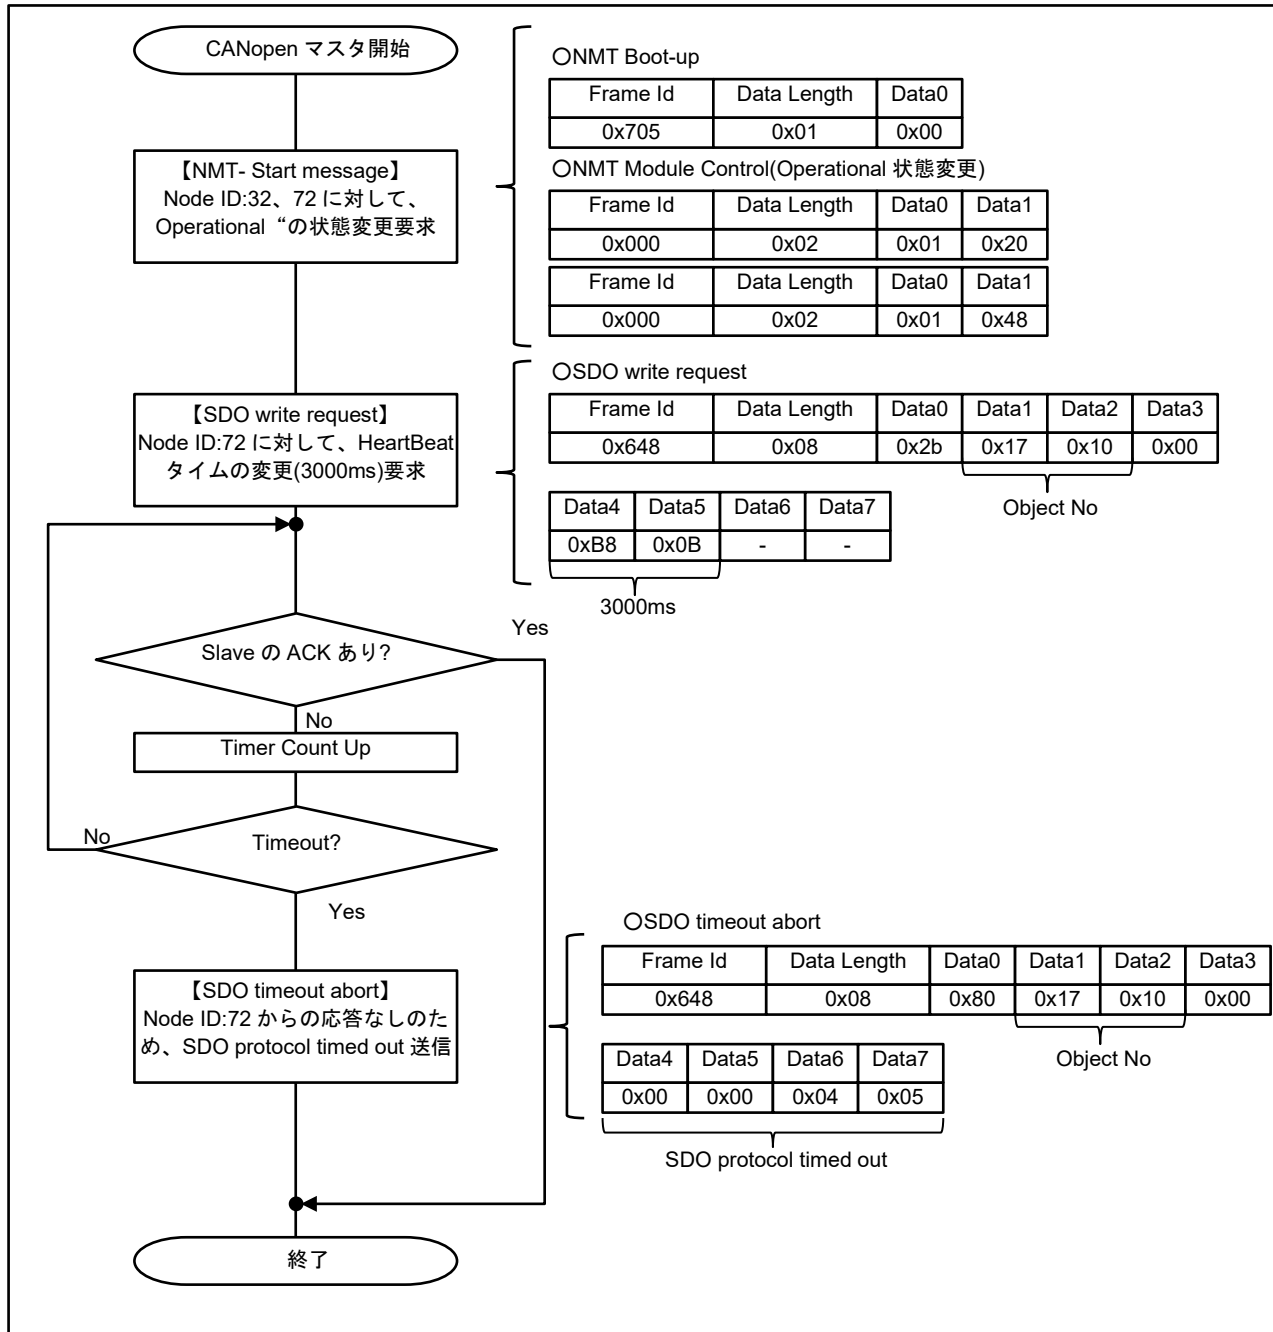 CANopen マスタ開始
〇NMT Boot-up
Frame Id Data Length Data0
0x705 0x01 0x00
【NMT- Start message】
Node ID:32、72 に対して、
Operational “の状態変更要求
〇NMT Module Control(Operational 状態変更)
Frame Id Data Length Data0 Data1
0x000 0x02 0x01 0x20
Frame Id Data Length Data0 Data1
0x000 0x02 0x01 0x48
【SDO write request】
Node ID:72 に対して、HeartBeat
タイムの変更(3000ms)要求
〇SDO write request
Frame Id Data Length Data0 Data1 Data2 Data3
0x648 0x08 0x2b 0x17 0x10 0x00
Object No
Data4 Data5 Data6 Data7
0xB8 0x0B - -
3000ms
Slave の ACK あり?
Yes
No
Timer Count Up
Timeout?
No
Yes
【SDO timeout abort】
Node ID:72 からの応答なしのた
め、SDO protocol timed out 送信
〇SDO timeout abort
Frame Id Data Length Data0 Data1 Data2 Data3
0x648 0x08 0x80 0x17 0x10 0x00
Object No
Data4 Data5 Data6 Data7
0x00 0x00 0x04 0x05
SDO protocol timed out
終了